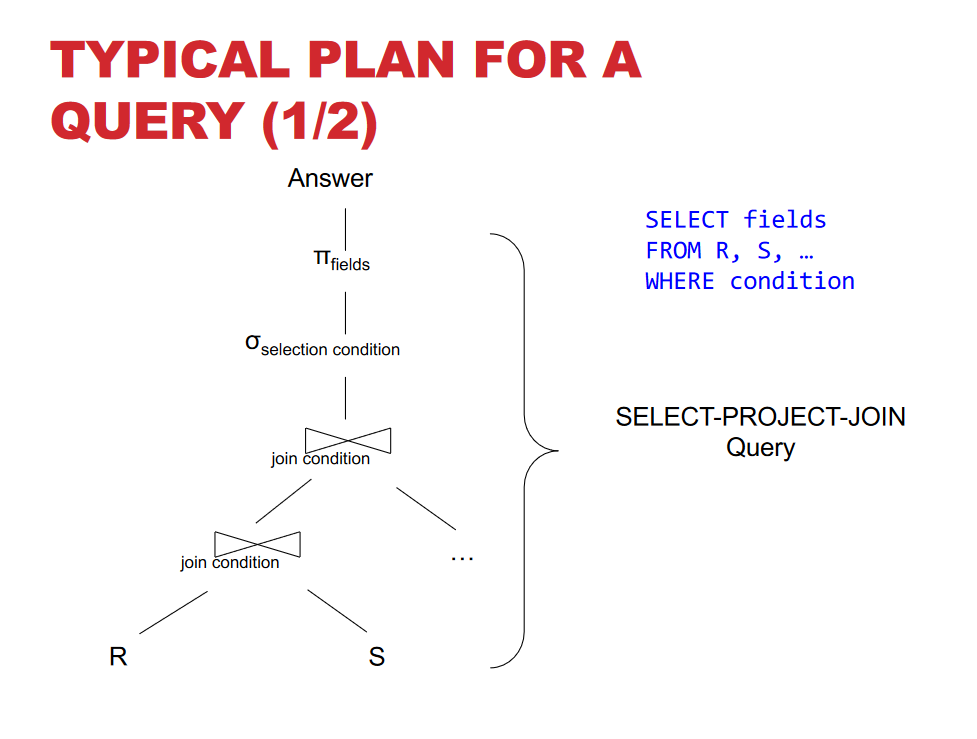 TYPICAL PLAN FOR A
QUERY (1/2)
Answer
πfields
σselection condition
join condition
join condition
...
R
S
SELECT fields
FROM R, S, …
WHERE condition
SELECT-PROJECT-JOIN
Query